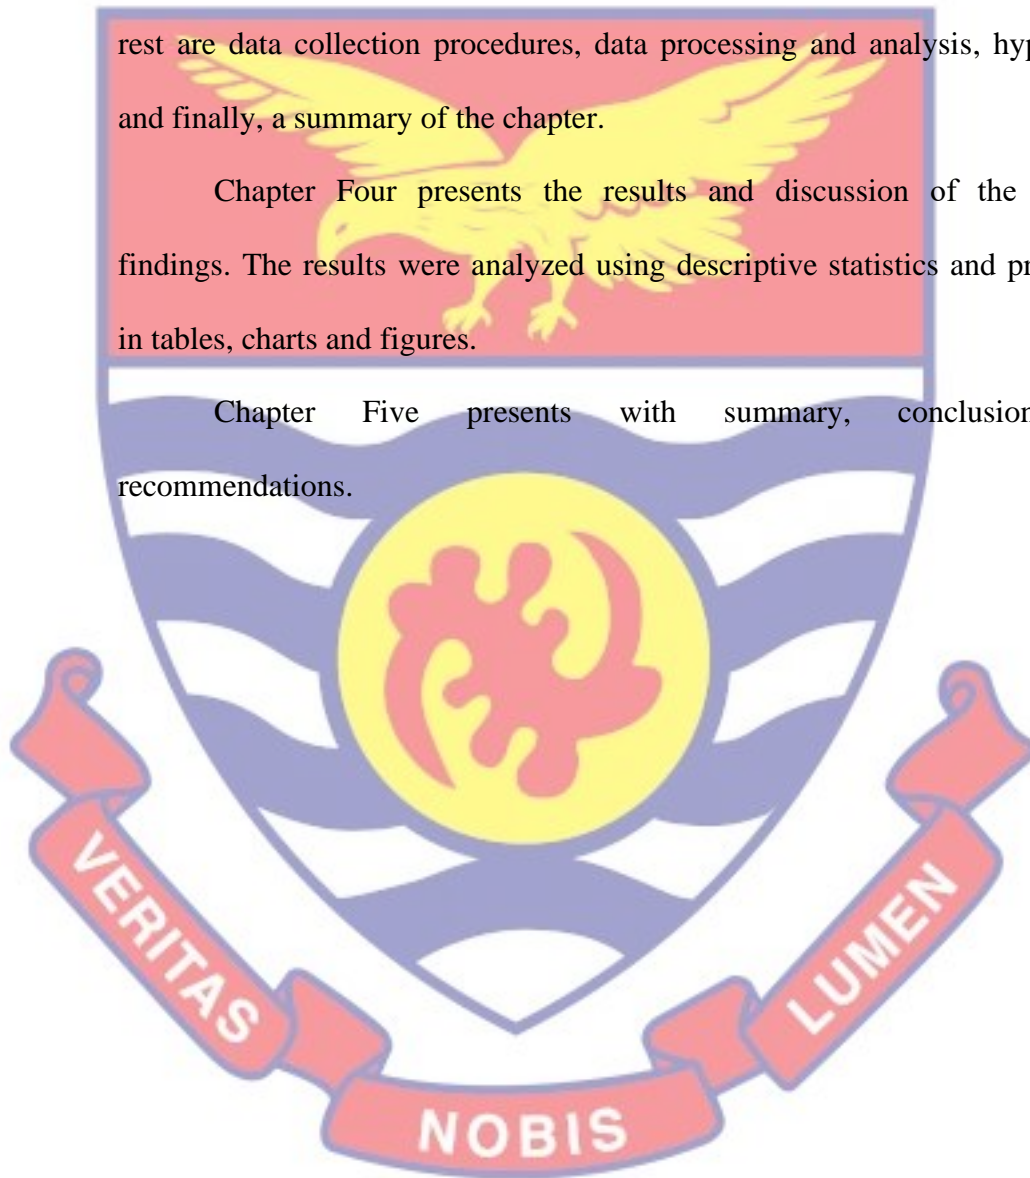 rest are data collection procedures, data processing and analysis,
and finally, a summary of the chapter.
Chapter Four presents the results and discussion of the
findings. The results were analyzed using descriptive statistics and
in tables, charts and figures.
Chapter Five presents with summary, conclusion
recommendations.
VERITAS
NOBIS
LUMEN